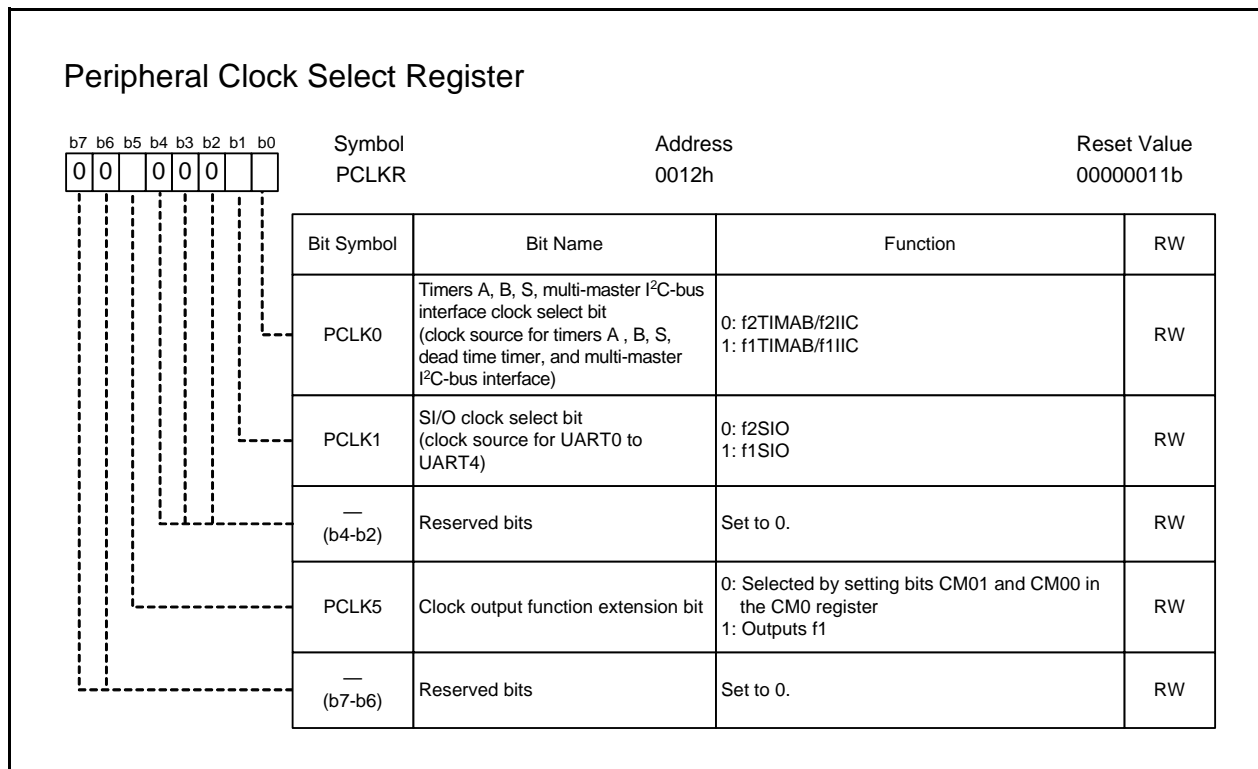 Peripheral Clock Select Register
b7 b6 b5 b4 b3 b2 b1 b0
0 0 0 0 0
Symbol Address Reset Value
PCLKR 0012h 00000011b
Bit Symbol Bit Name Function RW
PCLK0
Timers A, B, S, multi-master I²C-bus
interface clock select bit
(clock source for timers A , B, S,
dead time timer, and multi-master
I²C-bus interface)
0: f2TIMAB/f2IIC
1: f1TIMAB/f1IIC
RW
PCLK1
SI/O clock select bit
(clock source for UART0 to
UART4)
0: f2SIO
1: f1SIO
RW
—
(b4-b2)
Reserved bits
Set to 0.
RW
PCLK5
Clock output function extension bit
0: Selected by setting bits CM01 and CM00 in
the CM0 register
1: Outputs f1
RW
—
(b7-b6)
Reserved bits
Set to 0.
RW